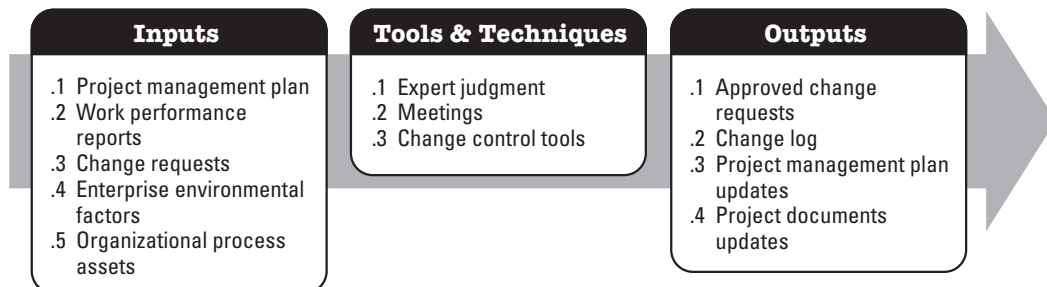 Inputs
.1 Project management plan
.2 Work performance
reports
.3 Change requests
.4 Enterprise environmental
factors
.5 Organizational process
assets
Tools & Techniques
.1 Expert judgment
.2 Meetings
.3 Change control tools
Outputs
.1 Approved change
requests
.2 Change log
.3 Project management plan
updates
.4 Project documents
updates